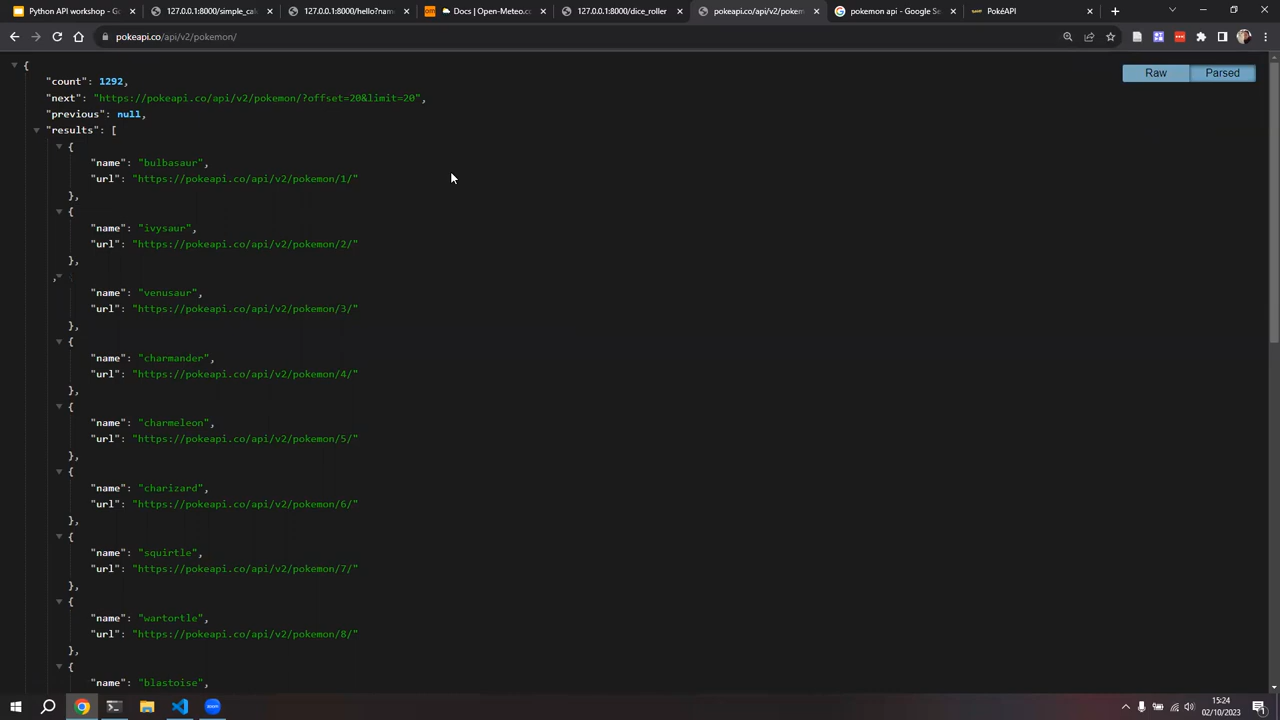 Python API workshop - G
127.0.0.1:8000/simple_cal
127.0.0.1:8000/hello?nam
Docs | Open-Meteo.c
127.0.0.1:8000/dice_roller
pokeapi.co/api/v2/pokem
pmemon api - Google Se
PokéAPI
pokeapi.co/api/v2/pokemon/
Raw
Parsed
{
"count": 1292,
"next": "https://pokeapi.co/api/v2/pokemon/?offset=20&limit=20",
"previous": null,
"results": [
{
"name": "bulbasaur",
"url": "https://pokeapi.co/api/v2/pokemon/1/"
},
{
"name": "ivysaur",
"url": "https://pokeapi.co/api/v2/pokemon/2/"
},
,
"name": "venusaur",
"url": "https://pokeapi.co/api/v2/pokemon/3/"
},
{
"name": "charmander",
"url": "https://pokeapi.co/api/v2/pokemon/4/"
},
{
"name": "charmeleon",
"url": "https://pokeapi.co/api/v2/pokemon/5/"
},
{
"name": "charizard",
"url": "https://pokeapi.co/api/v2/pokemon/6/"
},
{
"name": "squirtle",
"url": "https://pokeapi.co/api/v2/pokemon/7/"
},
{
"name": "wartortle",
"url": "https://pokeapi.co/api/v2/pokemon/8/"
},
{
"name": "blastoise",
zoom
15:24
02/10/2023